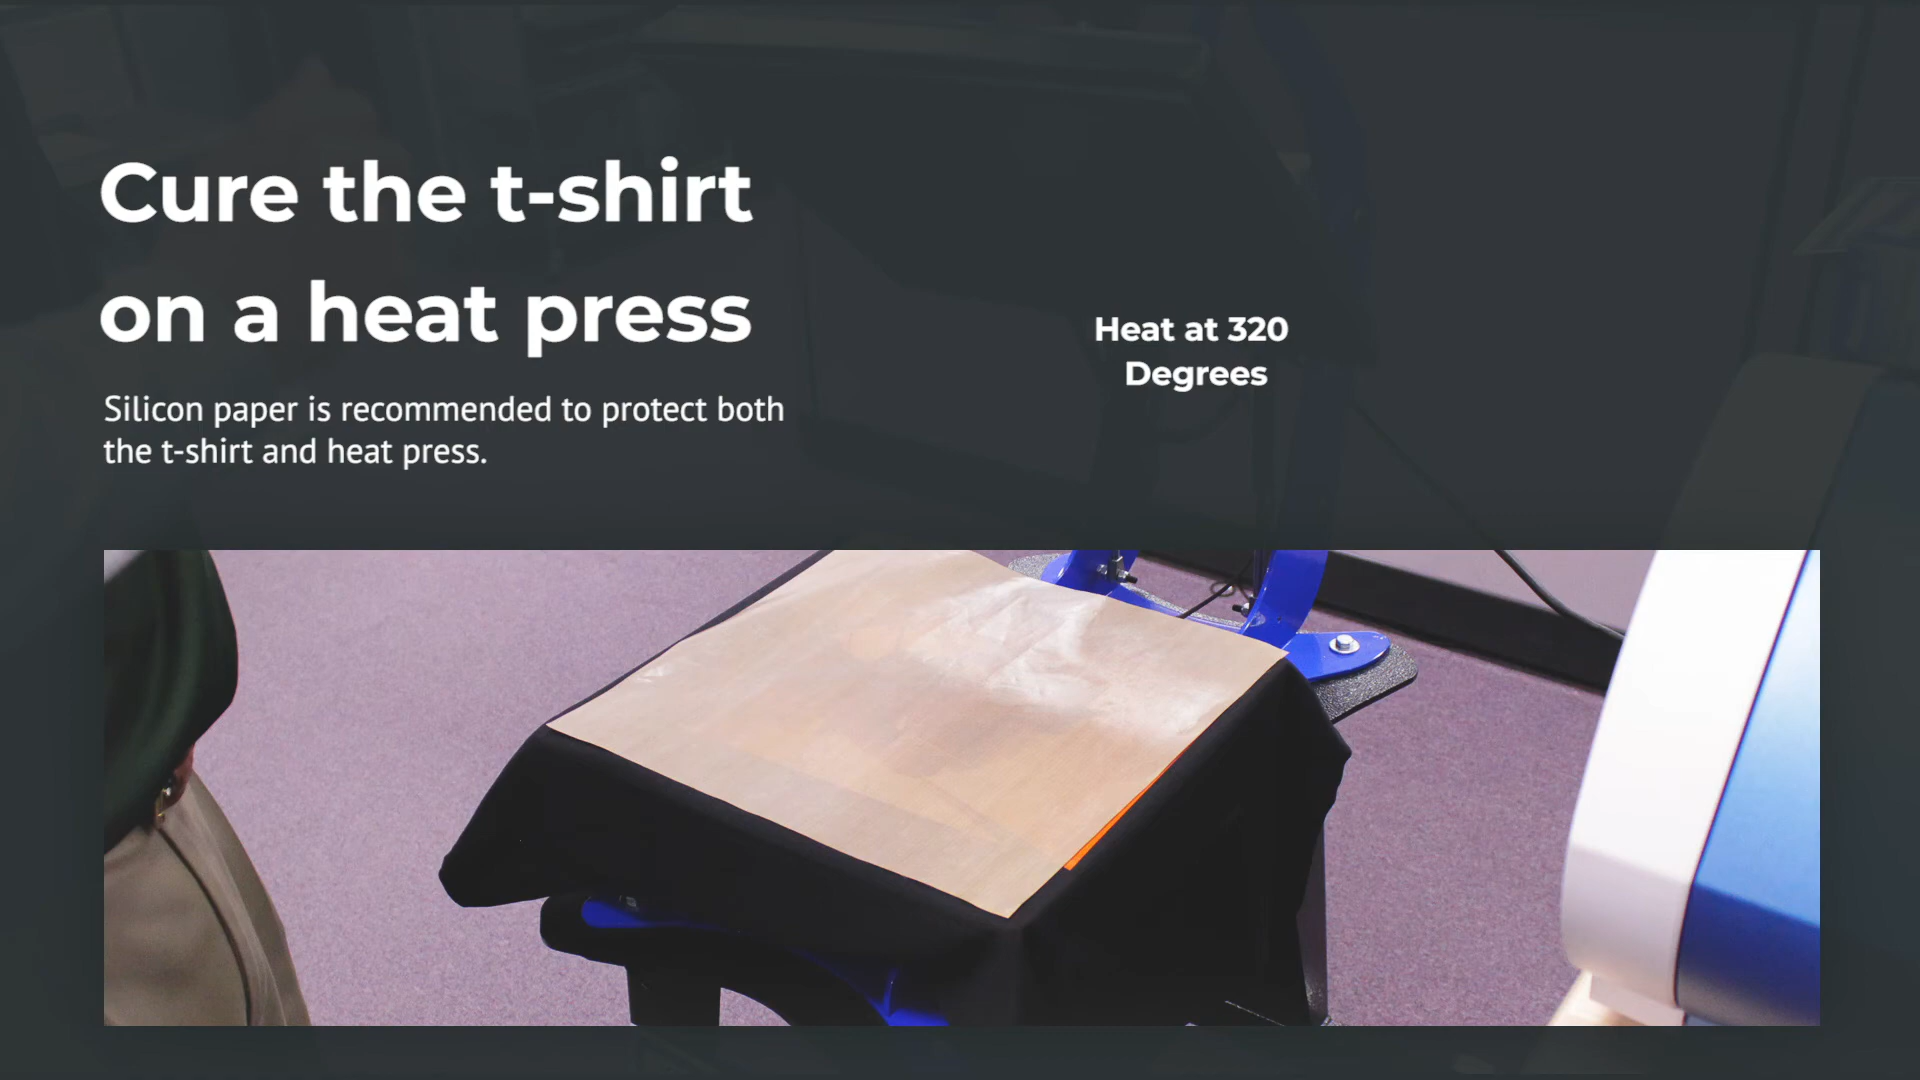 Cure the t-shirt
on a heat press
Silicon paper is recommended to protect both
the t-shirt and heat press.
Heat at 320
Degrees